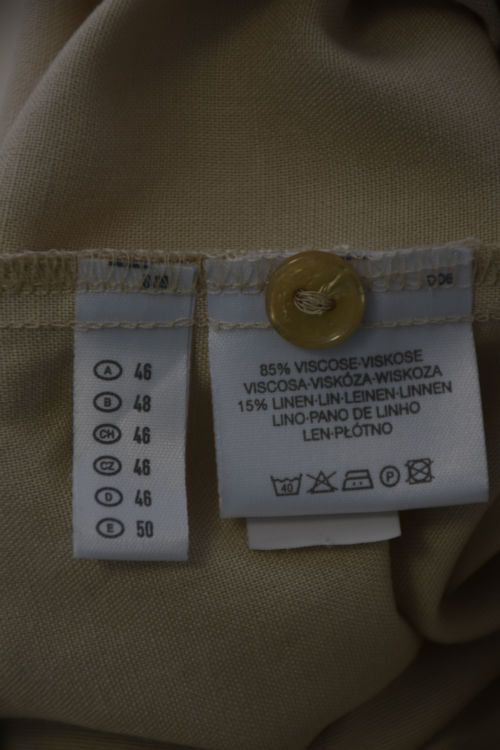 A 46
B 48
CH 46
CZ 46
D 46
E 50
85% VISCOSE·VISKOSE
VISCOSA·VISKÓZA·WISKOZA
15% LINEN·LIN·LEINEN·LINNEN
LINO·PANO DE LINHO
LEN·PŁÓTNO
40 P